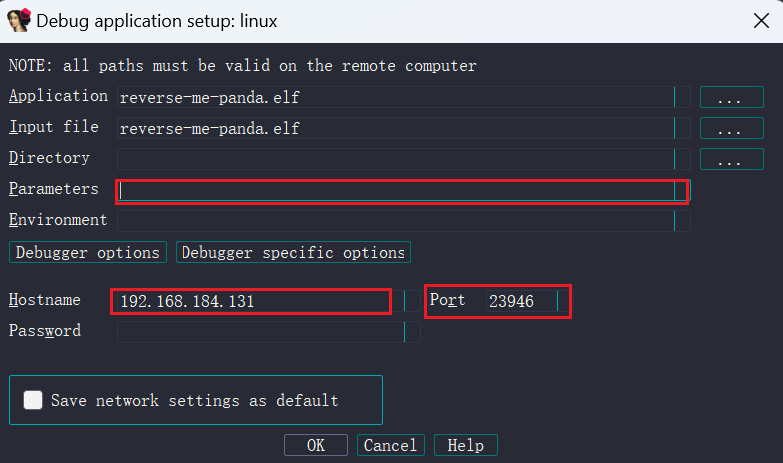 Debug application setup: linux
NOTE: all paths must be valid on the remote computer
Application reverse-me-panda.elf ...
Input file reverse-me-panda.elf ...
Directory ...
Parameters
Environment
Debugger options Debugger specific options
Hostname 192.168.184.131 Port 23946
Password
Save network settings as default
OK Cancel Help